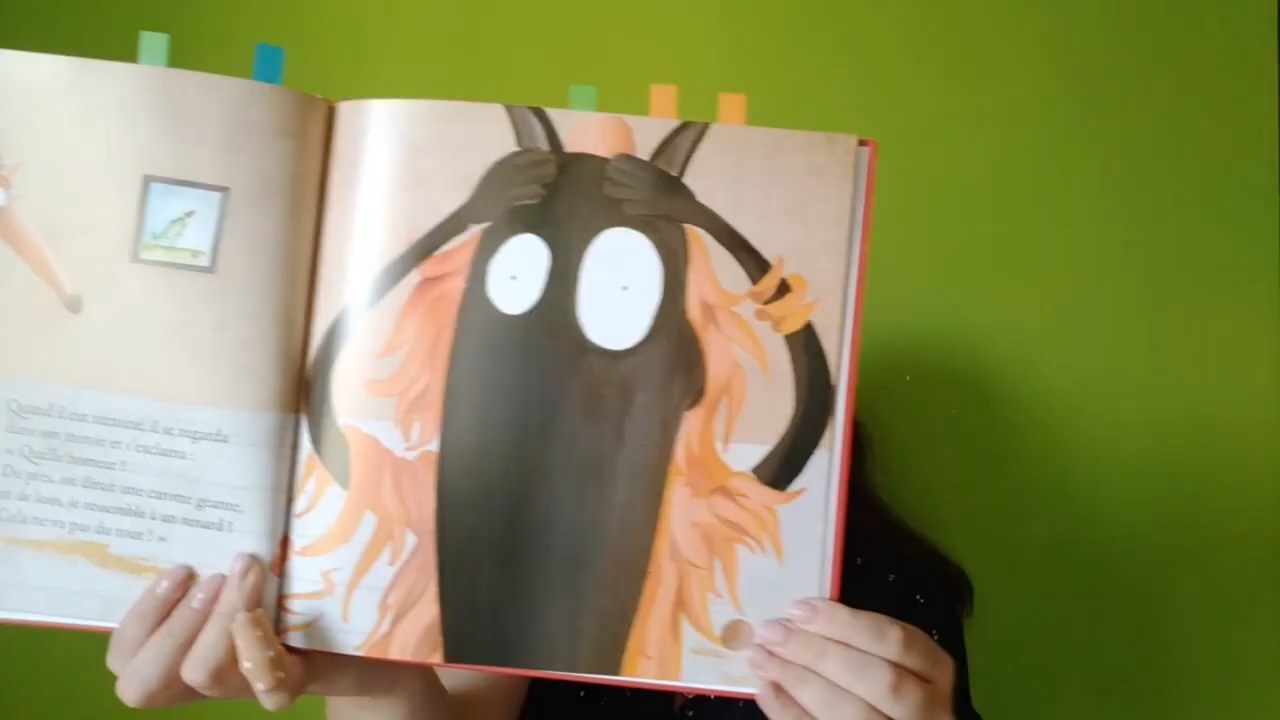 Quand il eut terminé, il se regarda
dans son miroir et s'exclama :
« Quelle horreur !
De près, on dirait une carotte géante,
et de loin, je ressemble à un renard !
Cela ne va pas du tout ! »